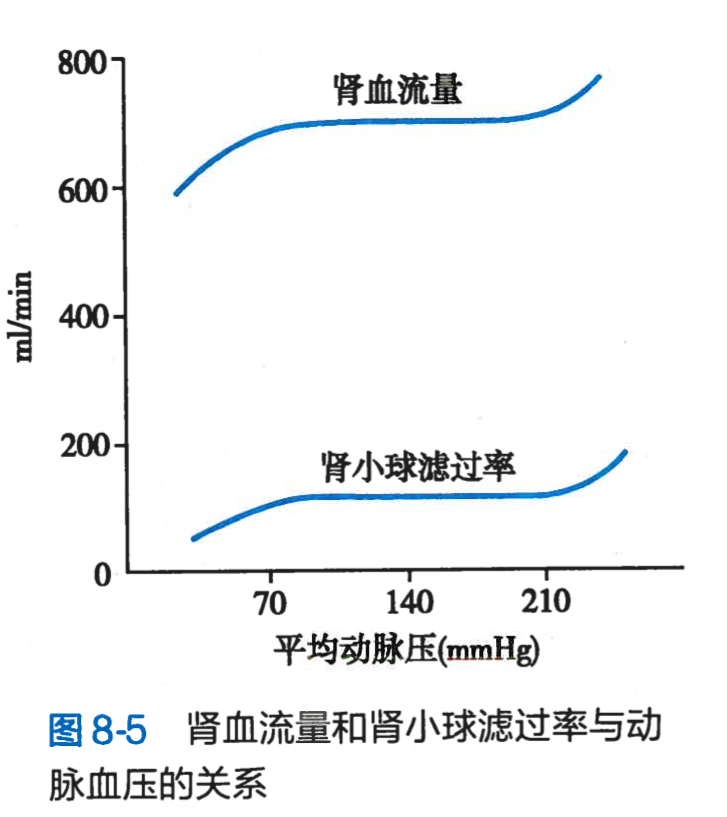 800
肾血流量
600
ml/min
400
200
肾小球滤过率
0
70 140 210
平均动脉压(mmHg)
图 8-5 肾血流量和肾小球滤过率与动
脉血压的关系